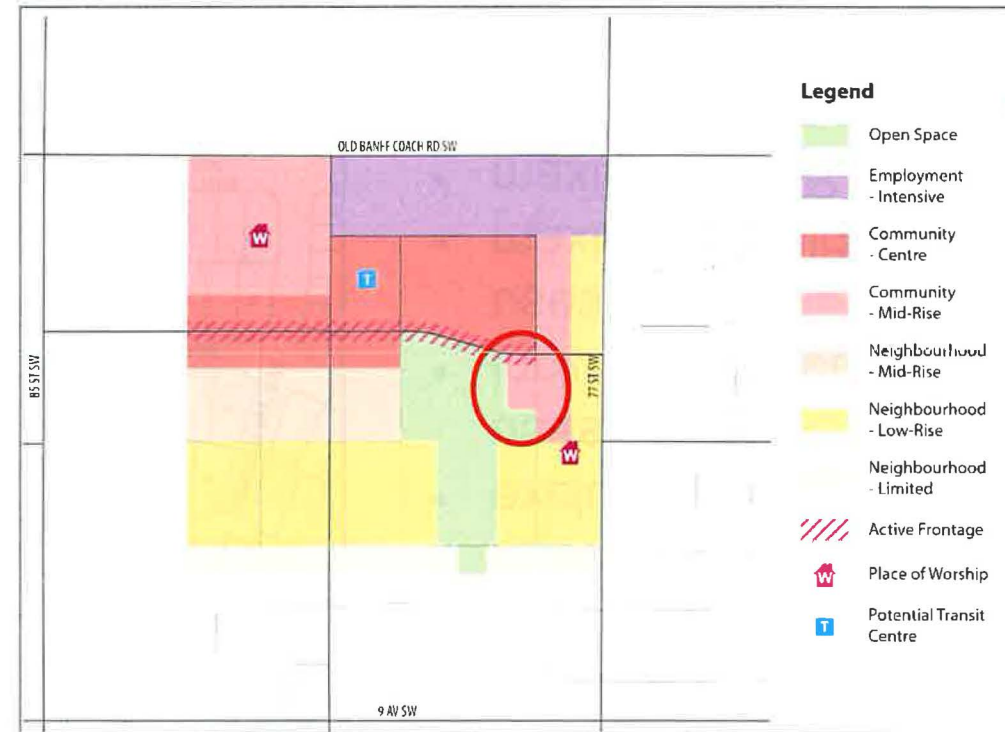 OLD BANFF COACH RD SW
85 ST SW
77 ST SW
9 AV SW
Legend
Open Space
Employment
- Intensive
Community
- Centre
Community
- Mid-Rise
Neighbourhood
- Mid-Rise
Neighbourhood
- Low-Rise
Neighbourhood
- Limited
Active Frontage
W
Place of Worship
T
Potential Transit
Centre
W
T
W